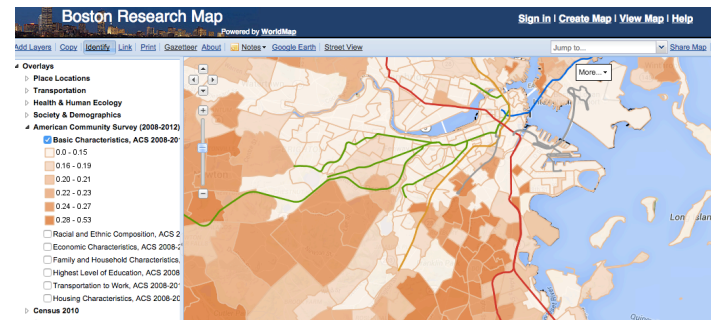 Boston Research Map
Powered by WorldMap
Sign in | Create Map | View Map | Help
Add Layers Copy Identify Link Print Gazetteer About Notes Google Earth Street View
Jump to...
Share Map
More...
Overlays
Place Locations
Transportation
Health & Human Ecology
Society & Demographics
American Community Survey (2008-2012)
Basic Characteristics, ACS 2008-20
0.0 - 0.15
0.16 - 0.19
0.20 - 0.21
0.22 - 0.23
0.24 - 0.27
0.28 - 0.53
Racial and Ethnic Composition, ACS 2
Economic Characteristics, ACS 2008-2
Family and Household Characteristics,
Highest Level of Education, ACS 2008
Transportation to Work, ACS 2008-20
Housing Characteristics, ACS 2008-20
Census 2010
Long Islan